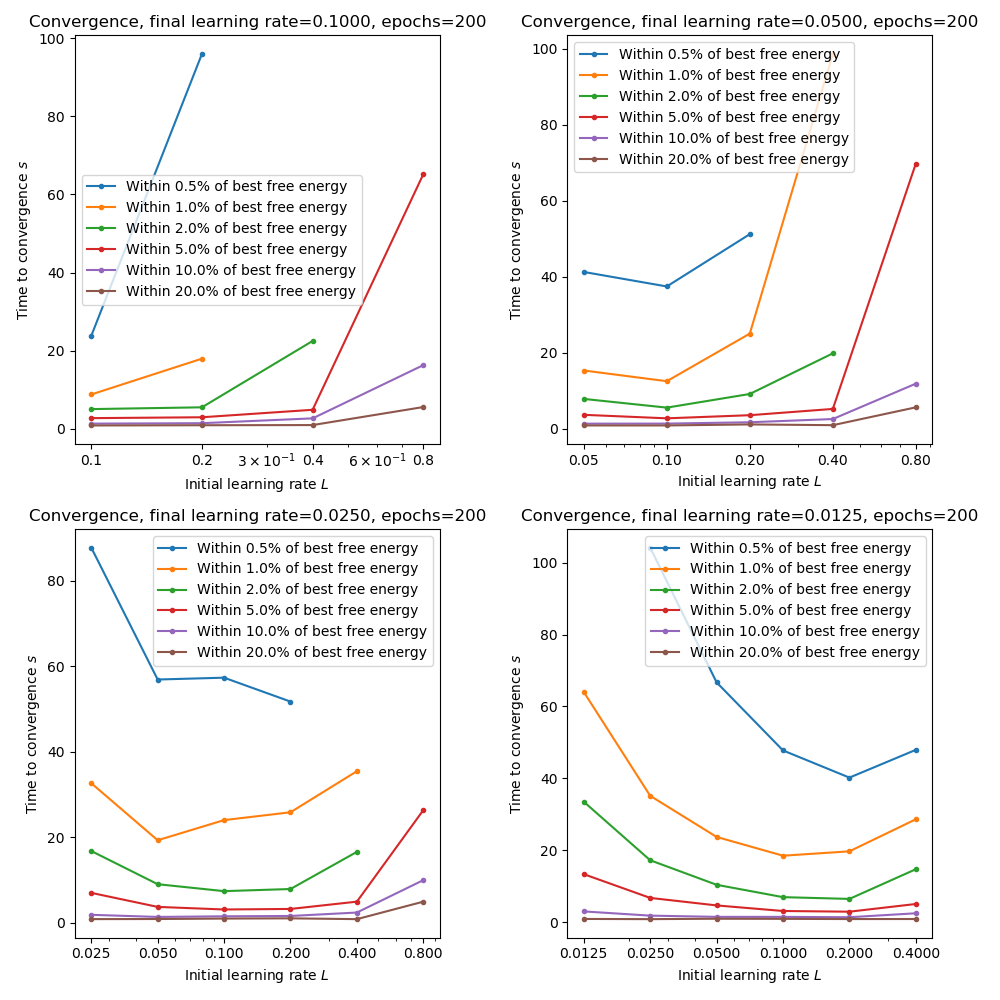 Convergence, final learning rate=0.1000, epochs=200
100
80
60
40
20
0
Time to convergence s
Within 0.5% of best free energy
Within 1.0% of best free energy
Within 2.0% of best free energy
Within 5.0% of best free energy
Within 10.0% of best free energy
Within 20.0% of best free energy
0.1 0.2 3 × 10⁻¹ 0.4 6 × 10⁻¹ 0.8
Initial learning rate L
Convergence, final learning rate=0.0500, epochs=200
100
80
60
40
20
0
Time to convergence s
Within 0.5% of best free energy
Within 1.0% of best free energy
Within 2.0% of best free energy
Within 5.0% of best free energy
Within 10.0% of best free energy
Within 20.0% of best free energy
0.05 0.10 0.20 0.40 0.80
Initial learning rate L
Convergence, final learning rate=0.0250, epochs=200
80
60
40
20
0
Time to convergence s
Within 0.5% of best free energy
Within 1.0% of best free energy
Within 2.0% of best free energy
Within 5.0% of best free energy
Within 10.0% of best free energy
Within 20.0% of best free energy
0.025 0.050 0.100 0.200 0.400 0.800
Initial learning rate L
Convergence, final learning rate=0.0125, epochs=200
100
80
60
40
20
0
Time to convergence s
Within 0.5% of best free energy
Within 1.0% of best free energy
Within 2.0% of best free energy
Within 5.0% of best free energy
Within 10.0% of best free energy
Within 20.0% of best free energy
0.0125 0.0250 0.0500 0.1000 0.2000 0.4000
Initial learning rate L